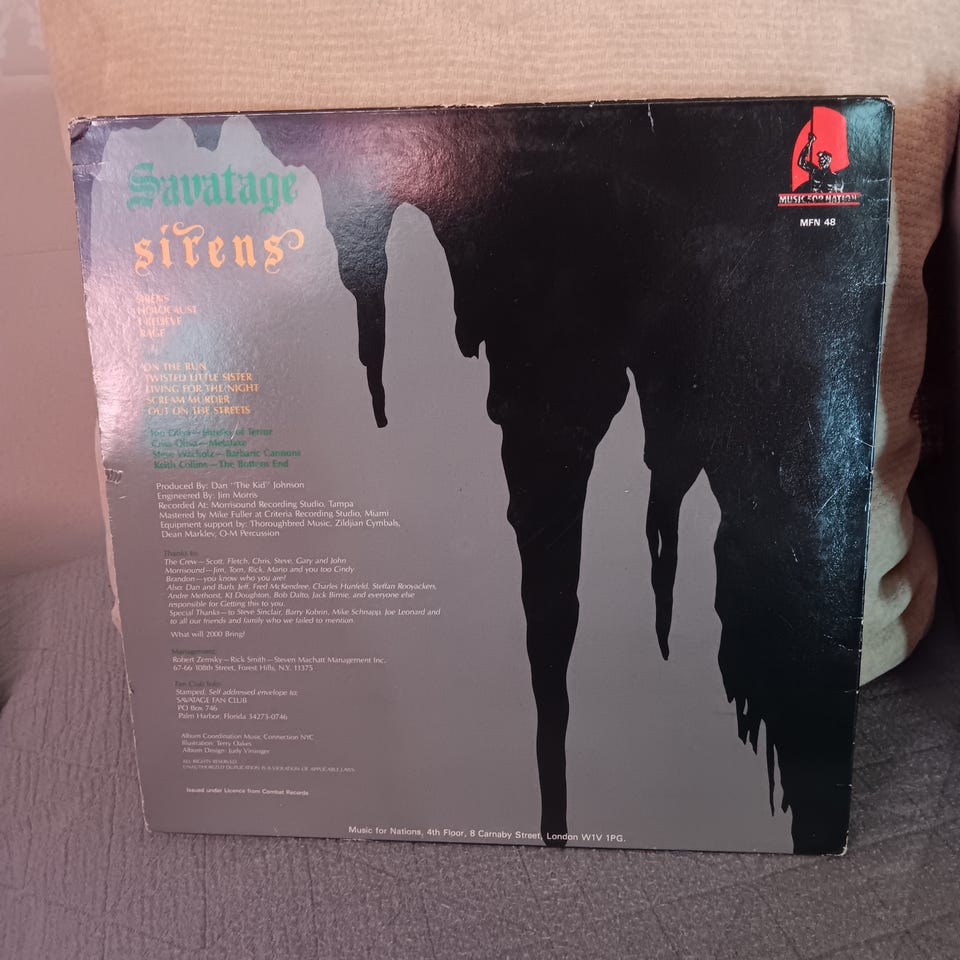 Savatage
sirens
SIRENS
HOLOCAUST
I BELIEVE
RAGE
ON THE RUN
TWISTED LITTLE SISTER
LIVING FOR THE NIGHT
SCREAM MURDER
OUT ON THE STREETS
Jon Oliva—Shrieks of Terror
Criss Oliva—Metalaxe
Steve Wacholz—Barbaric Cannons
Keith Collins—The Bottom End
Produced By: Dan "The Kid" Johnson
Engineered By: Jim Morris
Recorded At: Morrisound Recording Studio, Tampa
Mastered by Mike Fuller at Criteria Recording Studio, Miami
Equipment support by: Thoroughbred Music, Zildjian Cymbals,
Dean Markley, O-M Percussion
Thanks to:
The Crew—Scott, Fletch, Chris, Steve, Gary and John
Morrisound—Jim, Tom, Rick, Mario and you too Cindy
Brandon—you know who you are!
Also: Dan and Barb, Jeff, Fred McKendree, Charles Hunfeld, Steffan Rooyackers,
Andre Methorst, KJ Doughton, Bob Dalto, Jack Birnie, and everyone else
responsible for Getting this to you.
Special Thanks—to Steve Sinclair, Barry Kobrin, Mike Schnapp, Joe Leonard and
to all our friends and family who we failed to mention.
What will 2000 Bring!
Management:
Robert Zemsky—Rick Smith—Steven Machatt Management Inc.
67-66 108th Street, Forest Hills, N.Y. 11375
Fan Club Info:
Stamped, Self addressed envelope to:
SAVATAGE FAN CLUB
PO Box 746
Palm Harbor, Florida 34273-0746
Album Coordination Music Connection NYC
Illustration: Terry Oakes
Album Design: Judy
ALL RIGHTS RESERVED
UNAUTHORIZED DUPLICATION IS A VIOLATION OF APPLICABLE LAWS
Issued under Licence from Combat Records
Music for Nations, 4th Floor, 8 Carnaby Street, London W1V 1PG.
MUSIC FOR NATIONS
MFN 48